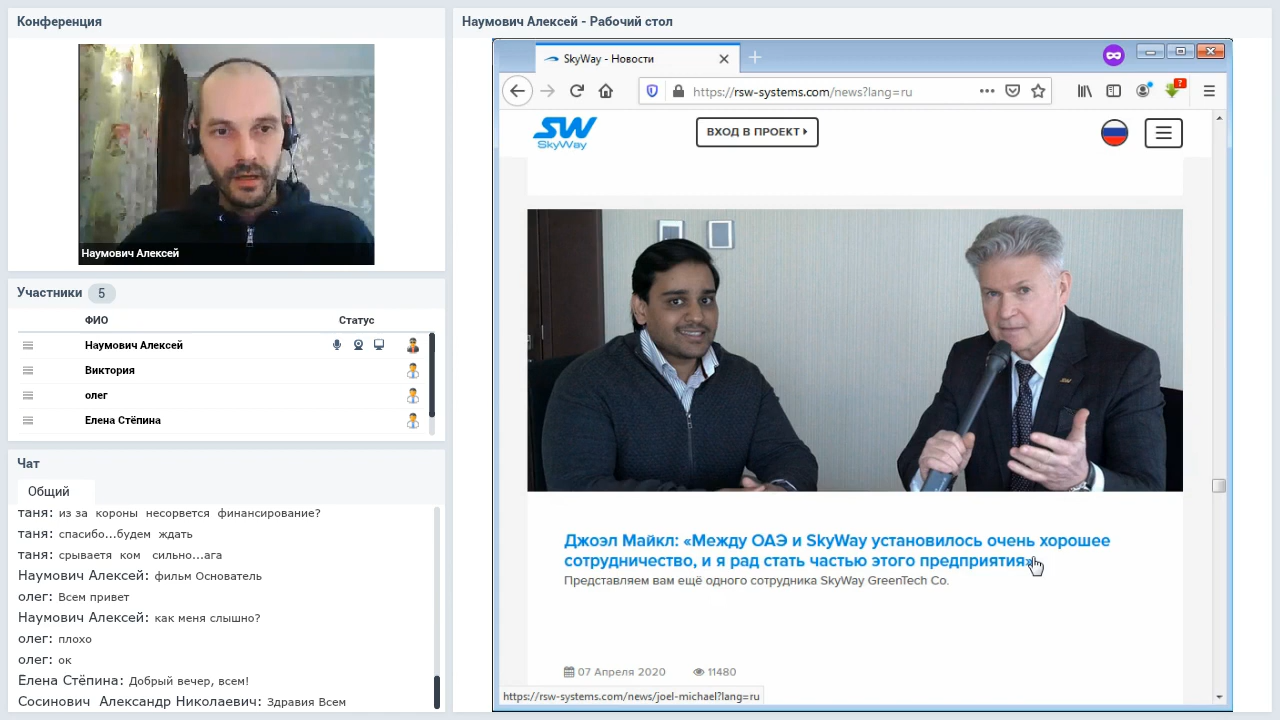 Конференция
Наумович Алексей
Участники 5
ФИО Статус
Наумович Алексей
Виктория
олег
Елена Стёпина
Чат
Общий
таня: из за короны несорвется финансирование?
таня: спасибо...будем ждать
таня: срываетя ком сильно...ага
Наумович Алексей: фильм Основатель
олег: Всем привет
Наумович Алексей: как меня слышно?
олег: плохо
олег: ок
Елена Стёпина: Добрый вечер, всем!
Сосинович Александр Николаевич: Здравия Всем
Наумович Алексей - Рабочий стол
SkyWay - Новости
https://rsw-systems.com/news?lang=ru
?
SW
SkyWay
ВХОД В ПРОЕКТ
Джоэл Майкл: «Между ОАЭ и SkyWay установилось очень хорошее
сотрудничество, и я рад стать частью этого предприятия»
Представляем вам ещё одного сотрудника SkyWay GreenTech Co.
07 Апреля 2020 11480
https://rsw-systems.com/news/joel-michael?lang=ru